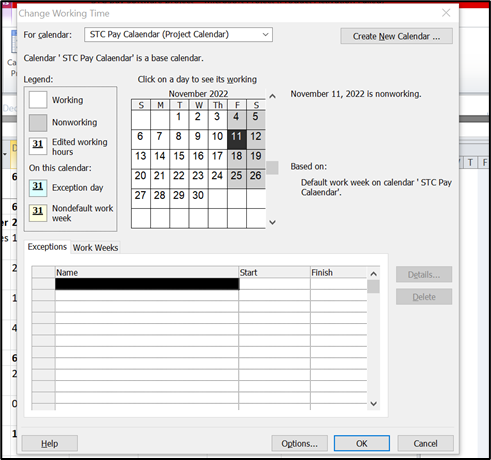 Change Working Time
For calendar: STC Pay Calaendar (Project Calendar) Create New Calendar ...
Calendar ' STC Pay Calaendar' is a base calendar.
Legend:
Working
Nonworking
31 Edited working hours
On this calendar:
31 Exception day
31 Nondefault work week
Click on a day to see its working
November 2022
S M T W T F S
1 2 3 4 5
6 7 8 9 10 11 12
13 14 15 16 17 18 19
20 21 22 23 24 25 26
27 28 29 30
November 11, 2022 is nonworking.
Based on:
Default work week on calendar ' STC Pay
Calaendar'.
Exceptions Work Weeks
Name Start Finish
Details...
Delete
Help Options... OK Cancel